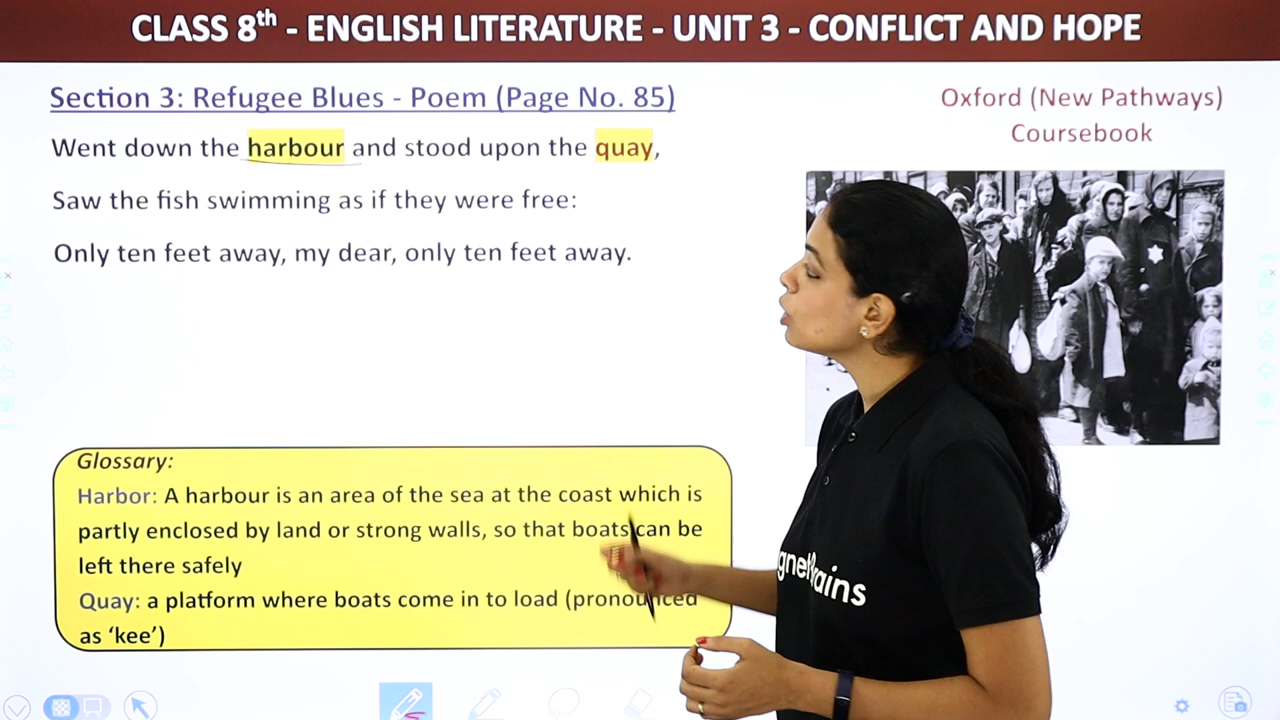 CLASS 8th - ENGLISH LITERATURE - UNIT 3 - CONFLICT AND HOPE
Section 3: Refugee Blues - Poem (Page No. 85)
Oxford (New Pathways)
Coursebook
Went down the harbour and stood upon the quay,
Saw the fish swimming as if they were free:
Only ten feet away, my dear, only ten feet away.
Glossary:
Harbor: A harbour is an area of the sea at the coast which is
partly enclosed by land or strong walls, so that boats can be
left there safely
Quay: a platform where boats come in to load (pronounced
as ‘kee’)
gnet Brains